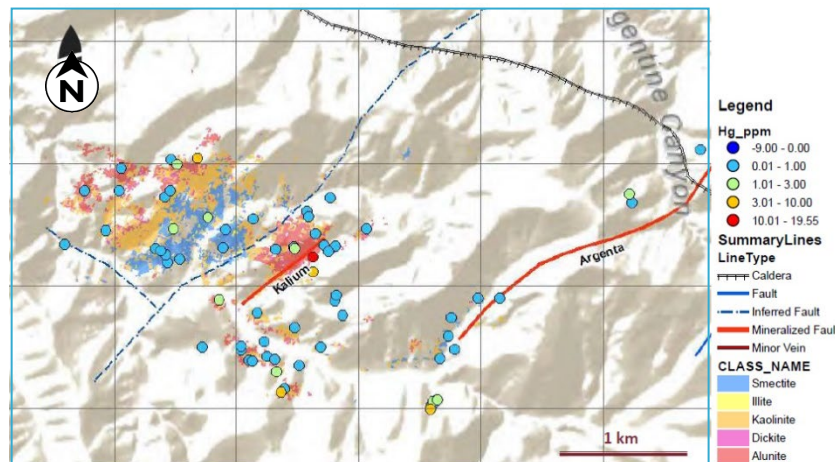 N
gentine Canyon
Kalium
Argenta
1 km
Legend
Hg_ppm
-9.00 - 0.00
0.01 - 1.00
1.01 - 3.00
3.01 - 10.00
10.01 - 19.55
SummaryLines
LineType
Caldera
Fault
Inferred Fault
Mineralized Faul
Minor Vein
CLASS_NAME
Smectite
Illite
Kaolinite
Dickite
Alunite